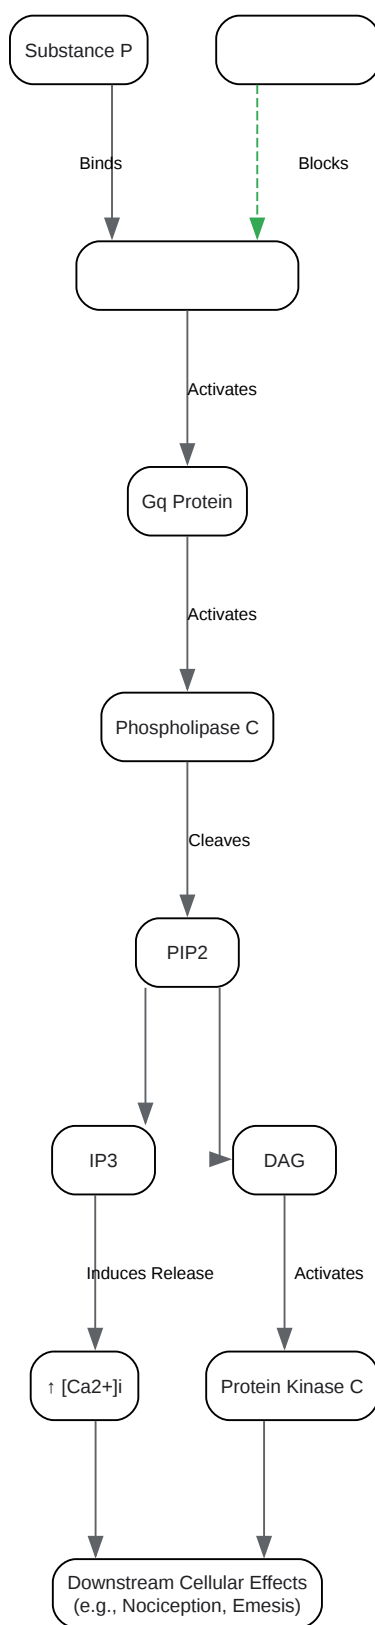 Substance P
Binds
Blocks
Activates
Gq Protein
Activates
Phospholipase C
Cleaves
PIP2
IP3
DAG
Induces Release
Activates
↑ [Ca2+]i
Protein Kinase C
Downstream Cellular Effects
(e.g., Nociception, Emesis)